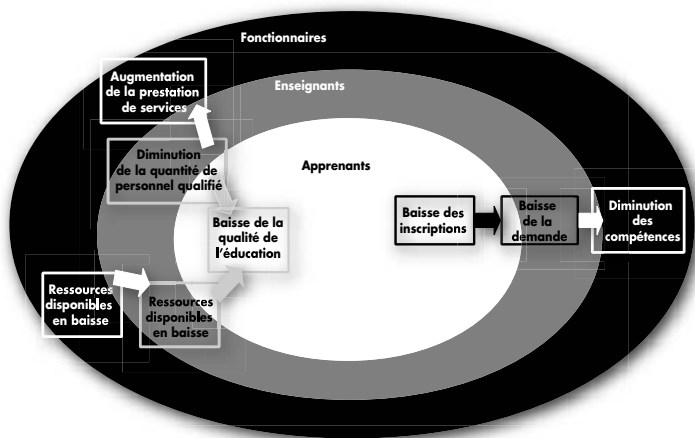 Fonctionnaires
Augmentation
de la prestation
de services
Enseignants
Diminution
de la quantité de
personnel qualifié
Apprenants
Baisse de la
qualité de
l'éducation
Baisse des
inscriptions
Baisse
de la
demande
Diminution
des
compétences
Ressources
disponibles
en baisse
Ressources
disponibles
en baisse